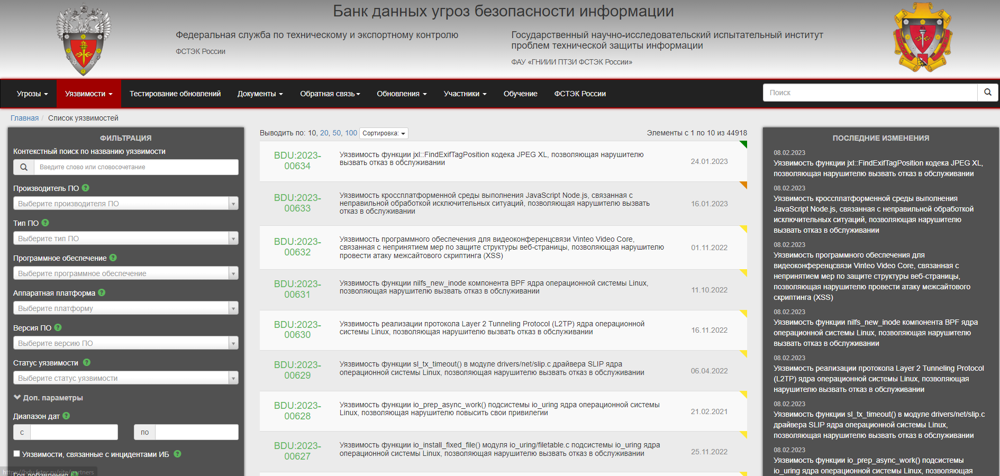 Банк данных угроз безопасности информации
Федеральная служба по техническому и экспортному контролю
ФСТЭК России
Государственный научно-исследовательский испытательный институт
проблем технической защиты информации
ФАУ «ГНИИИ ПТЗИ ФСТЭК России»
Угрозы Уязвимости Тестирование обновлений Документы Обратная связь Обновления Участники Обучение ФСТЭК России Поиск
Главная / Список уязвимостей
ФИЛЬТРАЦИЯ
Контекстный поиск по названию уязвимости
Введите слово или словосочетание
Производитель ПО ?
Выберите производителя ПО
Тип ПО ?
Выберите тип ПО
Программное обеспечение ?
Выберите программное обеспечение
Аппаратная платформа ?
Выберите платформу
Версия ПО ?
Выберите версию ПО
Статус уязвимости ?
Выберите статус уязвимости
Доп. параметры
Диапазон дат ?
с по
Уязвимости, связанные с инцидентами ИБ ?
Год добавления ?
https://bdu.fstec.ru/site/partners
Выводить по: 10, 20, 50, 100 Сортировка: Элементы с 1 по 10 из 44918
BDU:2023-
00634
Уязвимость функции jxl::FindExifTagPosition кодека JPEG XL, позволяющая нарушителю
вызвать отказ в обслуживании
24.01.2023
BDU:2023-
00633
Уязвимость кроссплатформенной среды выполнения JavaScript Node.js, связанная с
неправильной обработкой исключительных ситуаций, позволяющая нарушителю вызвать
отказ в обслуживании
16.01.2023
BDU:2023-
00632
Уязвимость программного обеспечения для видеоконференцсвязи Vinteo Video Core,
связанная с непринятием мер по защите структуры веб-страницы, позволяющая нарушителю
провести атаку межсайтового скриптинга (XSS)
01.11.2022
BDU:2023-
00631
Уязвимость функции nilfs_new_inode компонента BPF ядра операционной системы Linux,
позволяющая нарушителю вызвать отказ в обслуживании
11.10.2022
BDU:2023-
00630
Уязвимость реализации протокола Layer 2 Tunneling Protocol (L2TP) ядра операционной
системы Linux, позволяющая нарушителю вызвать отказ в обслуживании
16.11.2022
BDU:2023-
00629
Уязвимость функции sl_tx_timeout() в модуле drivers/net/slip.c драйвера SLIP ядра
операционной системы Linux, позволяющая нарушителю вызвать отказ в обслуживании
06.04.2022
BDU:2023-
00628
Уязвимость функции io_prep_async_work() подсистемы io_uring ядра операционной системы
Linux, позволяющая нарушителю повысить свои привилегии
21.02.2021
BDU:2023-
00627
Уязвимость функции io_install_fixed_file() модуля io_uring/filetable.c подсистемы io_uring ядра
операционной системы Linux, позволяющая нарушителю вызвать отказ в обслуживании
25.11.2022
ПОСЛЕДНИЕ ИЗМЕНЕНИЯ
08.02.2023
Уязвимость функции jxl::FindExifTagPosition кодека JPEG XL,
позволяющая нарушителю вызвать отказ в обслуживании
08.02.2023
Уязвимость кроссплатформенной среды выполнения
JavaScript Node.js, связанная с неправильной обработкой
исключительных ситуаций, позволяющая нарушителю
вызвать отказ в обслуживании
08.02.2023
Уязвимость программного обеспечения для
видеоконференцсвязи Vinteo Video Core, связанная с
непринятием мер по защите структуры веб-страницы,
позволяющая нарушителю провести атаку межсайтового
скриптинга (XSS)
08.02.2023
Уязвимость функции nilfs_new_inode компонента BPF ядра
операционной системы Linux, позволяющая нарушителю
вызвать отказ в обслуживании
08.02.2023
Уязвимость реализации протокола Layer 2 Tunneling Protocol
(L2TP) ядра операционной системы Linux, позволяющая
нарушителю вызвать отказ в обслуживании
08.02.2023
Уязвимость функции sl_tx_timeout() в модуле drivers/net/slip.c
драйвера SLIP ядра операционной системы Linux,
позволяющая нарушителю вызвать отказ в обслуживании
08.02.2023
Уязвимость функции io_prep_async_work() подсистемы
io_uring ядра операционной системы Linux, позволяющая